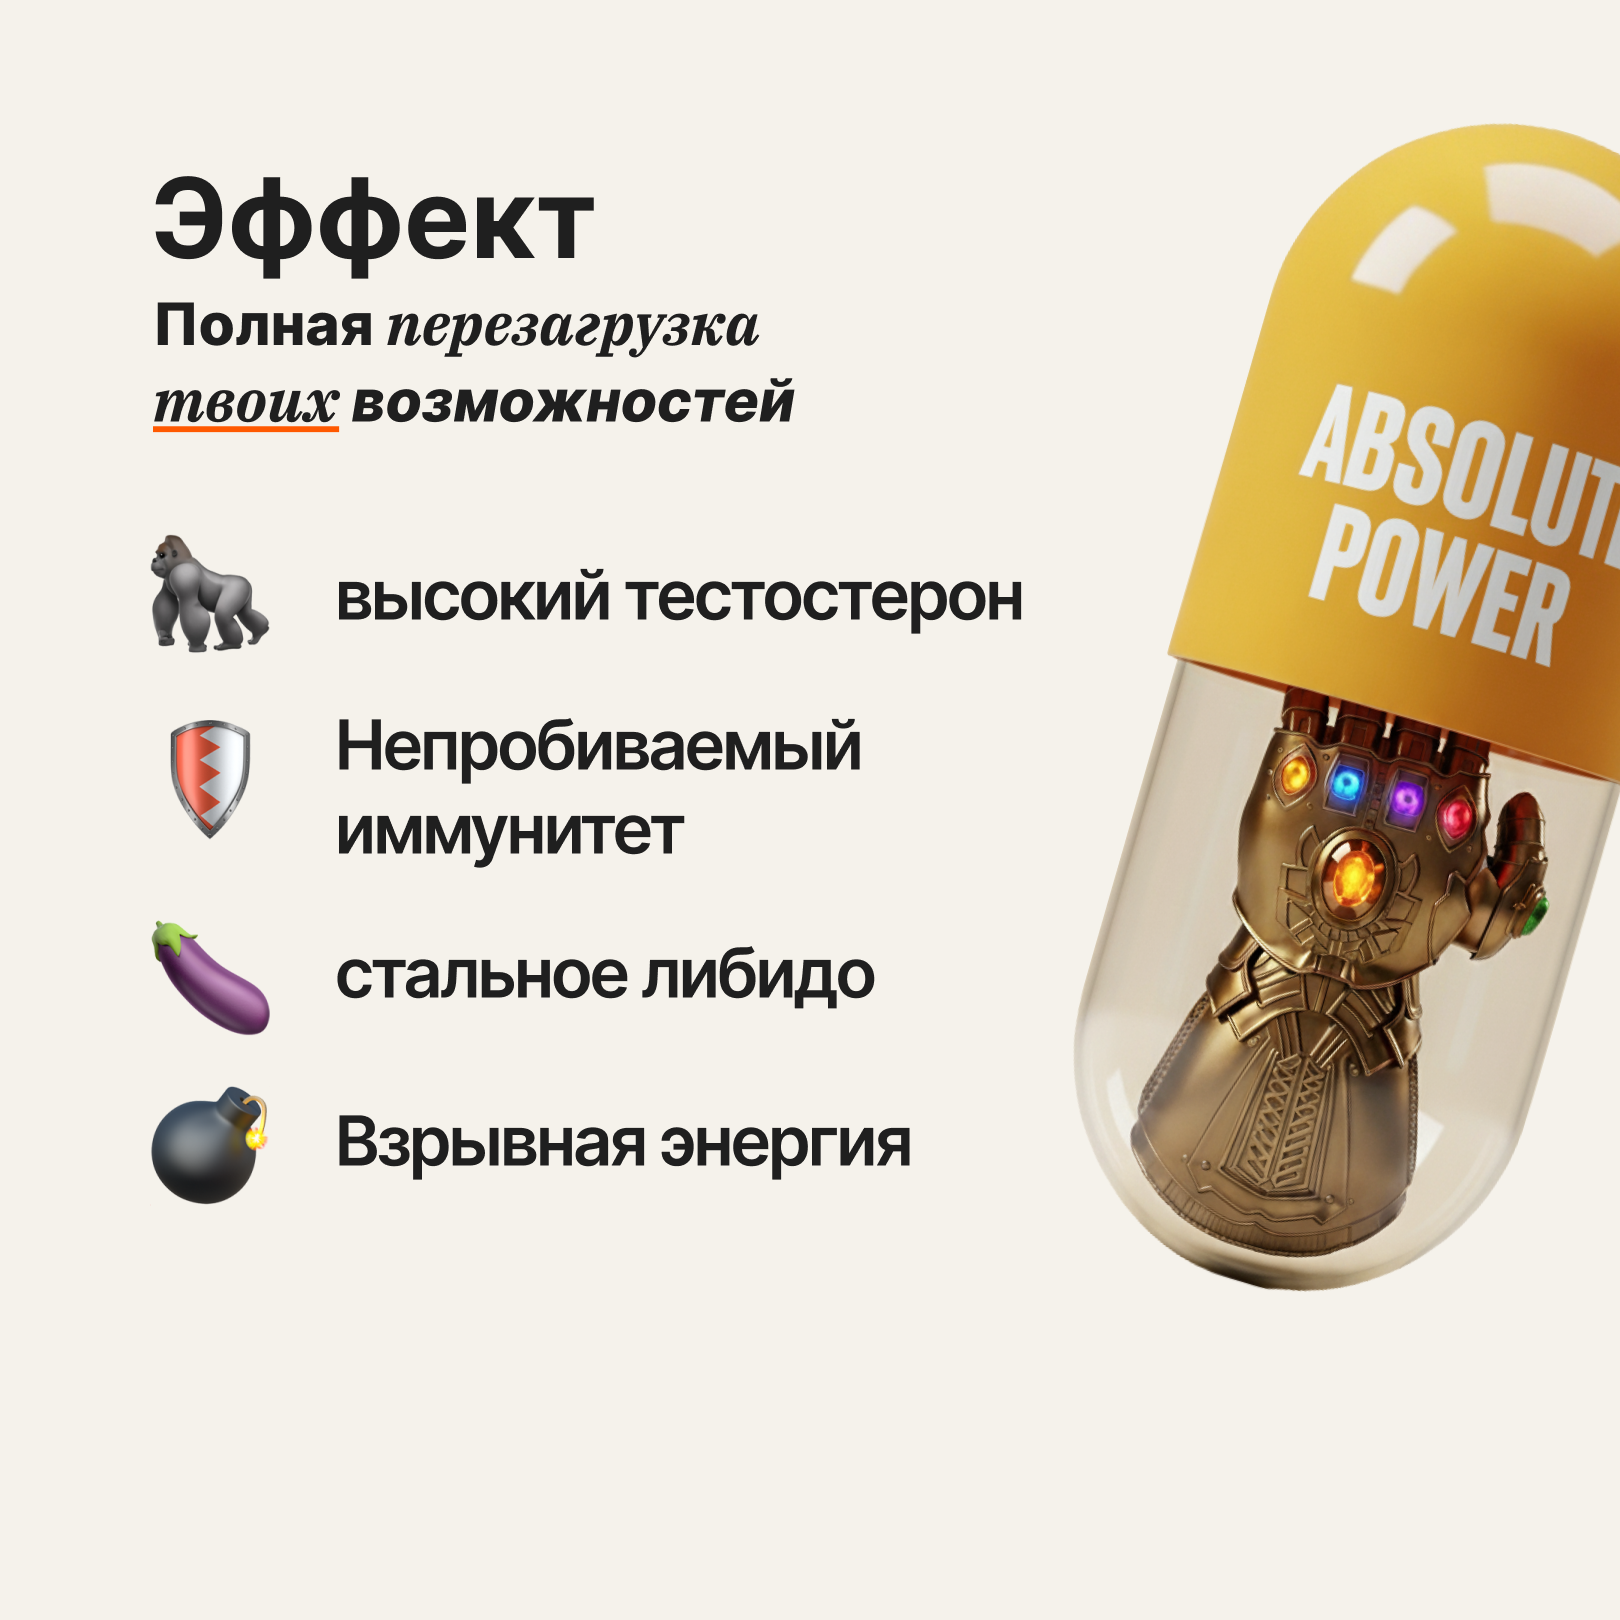 Эффект
Полная перезагрузка
твоих возможностей
высокий тестостерон
Непробиваемый
иммунитет
стальное либидо
Взрывная энергия
ABSOLUTE
POWER